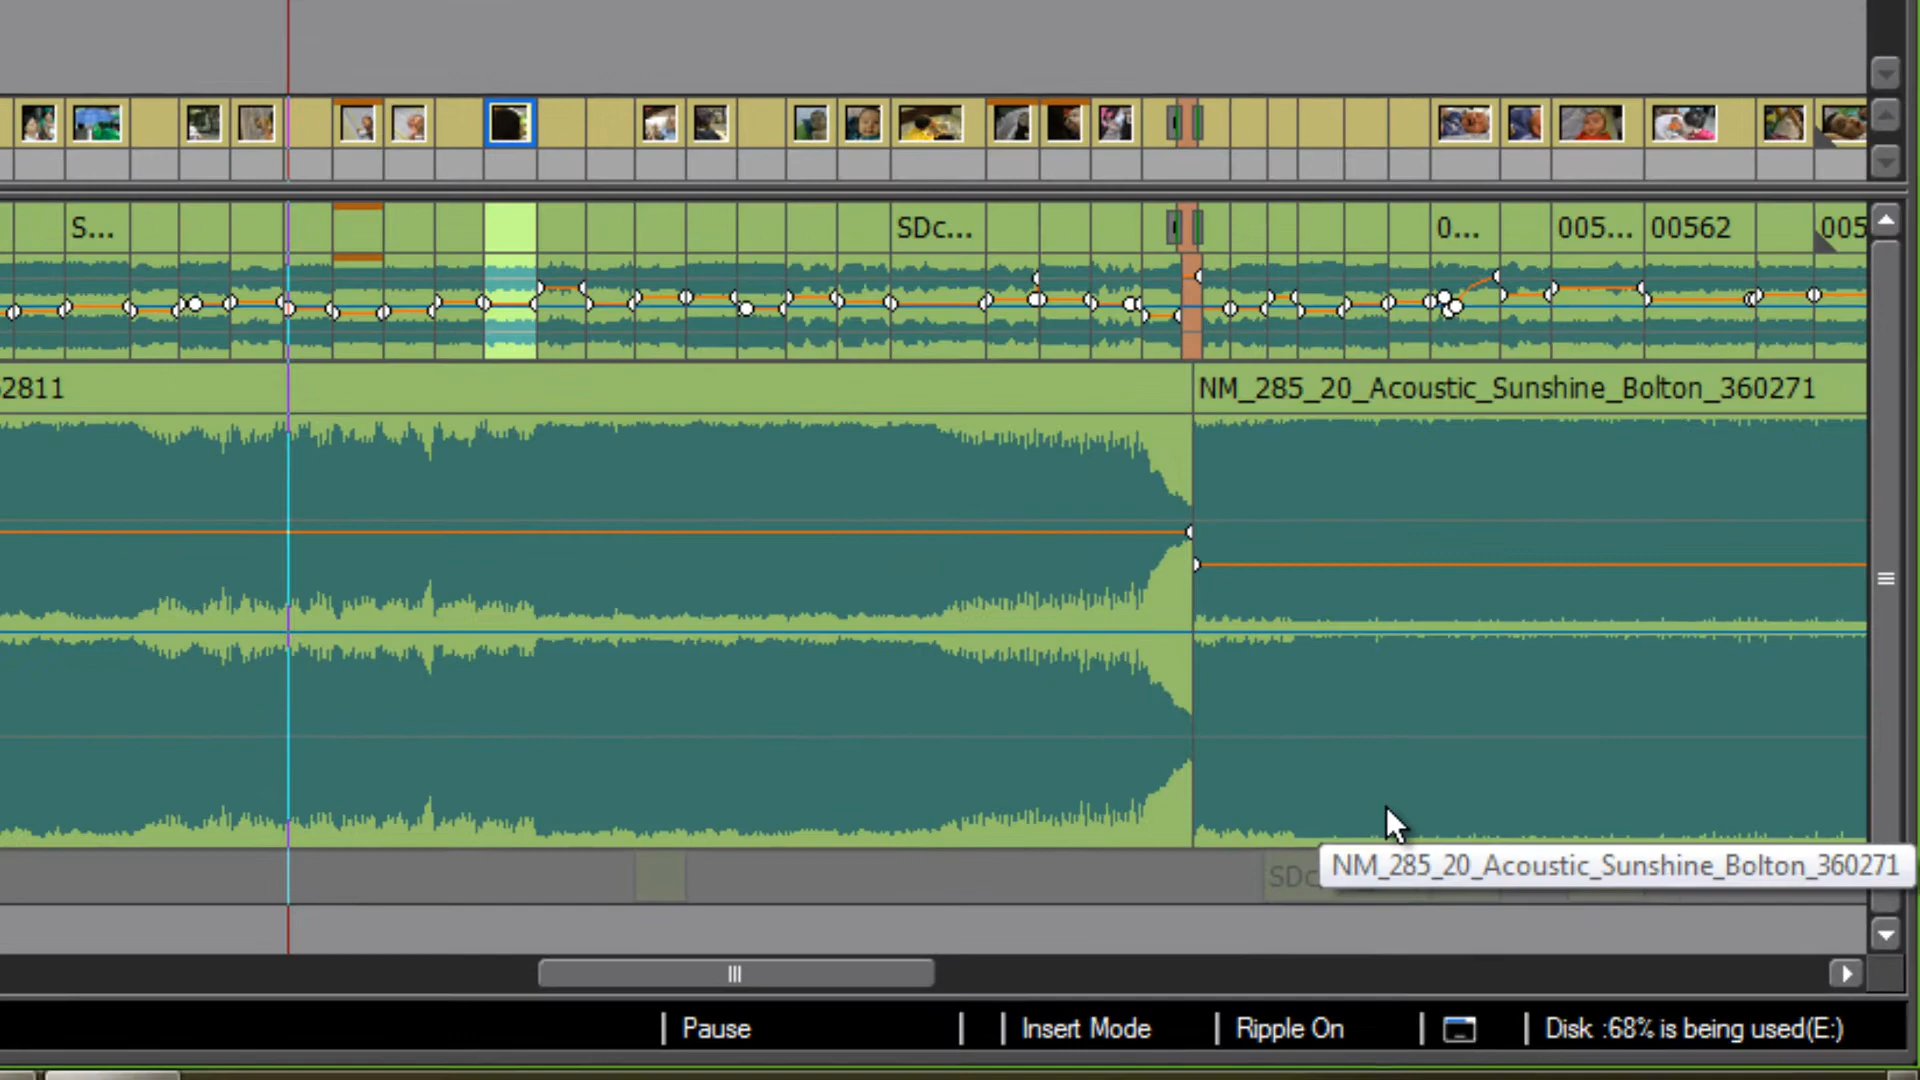 S... SDc... 0... 005... 00562 005
2811 NM_285_20_Acoustic_Sunshine_Bolton_360271
SDc
NM_285_20_Acoustic_Sunshine_Bolton_360271
Pause Insert Mode Ripple On Disk :68% is being used(E:)